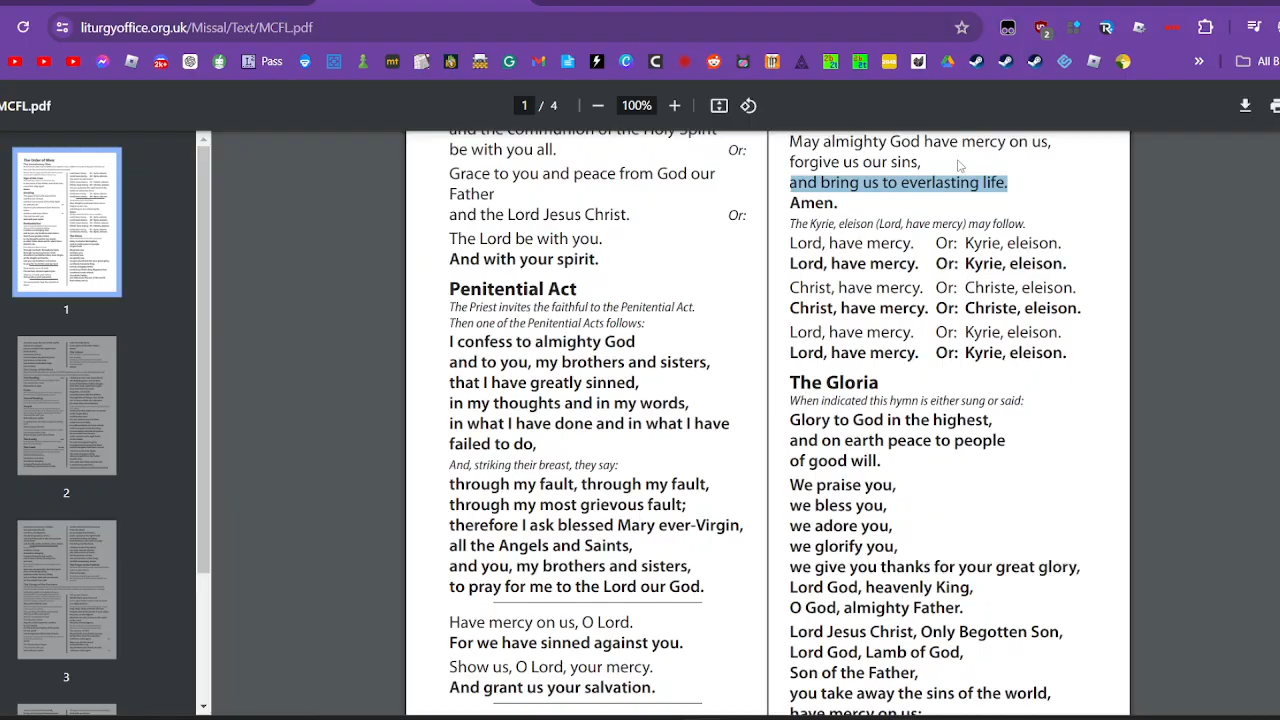 liturgyoffice.org.uk/Missal/Text/MCFL.pdf
2
Pass
2K+
mt
All B
MCFL.pdf
1 / 4
100%
1
2
3
and the communion of the Holy Spirit
be with you all. Or:
Grace to you and peace from God our
Father
and the Lord Jesus Christ. Or:
The Lord be with you.
And with your spirit.
Penitential Act
The Priest invites the faithful to the Penitential Act.
Then one of the Penitential Acts follows:
I confess to almighty God
and to you, my brothers and sisters,
that I have greatly sinned,
in my thoughts and in my words,
in what I have done and in what I have
failed to do,
And, striking their breast, they say:
through my fault, through my fault,
through my most grievous fault;
therefore I ask blessed Mary ever-Virgin,
all the Angels and Saints,
and you, my brothers and sisters,
to pray for me to the Lord our God.
Have mercy on us, O Lord.
For we have sinned against you.
Show us, O Lord, your mercy.
And grant us your salvation.
May almighty God have mercy on us,
forgive us our sins,
and bring us to everlasting life.
Amen.
The Kyrie, eleison (Lord, have mercy) may follow.
Lord, have mercy. Or: Kyrie, eleison.
Lord, have mercy. Or: Kyrie, eleison.
Christ, have mercy. Or: Christe, eleison.
Christ, have mercy. Or: Christe, eleison.
Lord, have mercy. Or: Kyrie, eleison.
Lord, have mercy. Or: Kyrie, eleison.
The Gloria
When indicated this hymn is either sung or said:
Glory to God in the highest,
and on earth peace to people
of good will.
We praise you,
we bless you,
we adore you,
we glorify you,
we give you thanks for your great glory,
Lord God, heavenly King,
O God, almighty Father.
Lord Jesus Christ, Only Begotten Son,
Lord God, Lamb of God,
Son of the Father,
you take away the sins of the world,
have mercy on us;